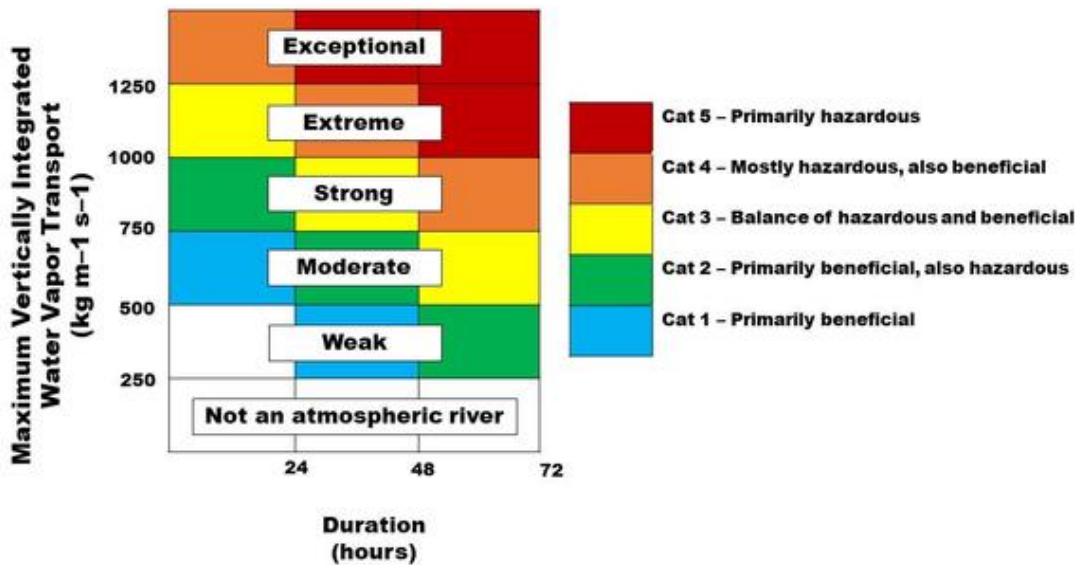 Maximum Vertically Integrated
Water Vapor Transport
(kg m–1 s–1)
1250
1000
750
500
250
Exceptional
Extreme
Strong
Moderate
Weak
Not an atmospheric river
24
48
72
Duration
(hours)
Cat 5 – Primarily hazardous
Cat 4 – Mostly hazardous, also beneficial
Cat 3 – Balance of hazardous and beneficial
Cat 2 – Primarily beneficial, also hazardous
Cat 1 – Primarily beneficial